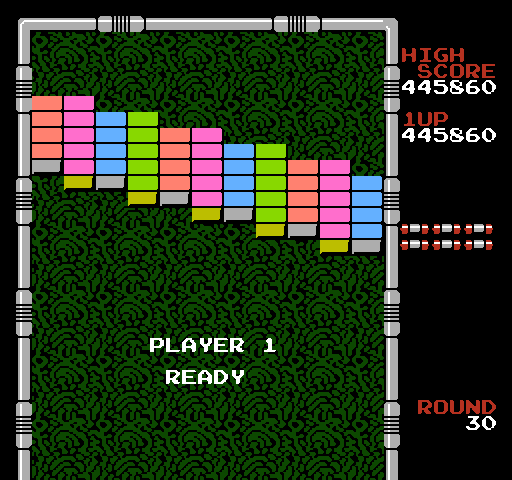 HIGH
SCORE
445860
1UP
445860
PLAYER 1
READY
ROUND
30